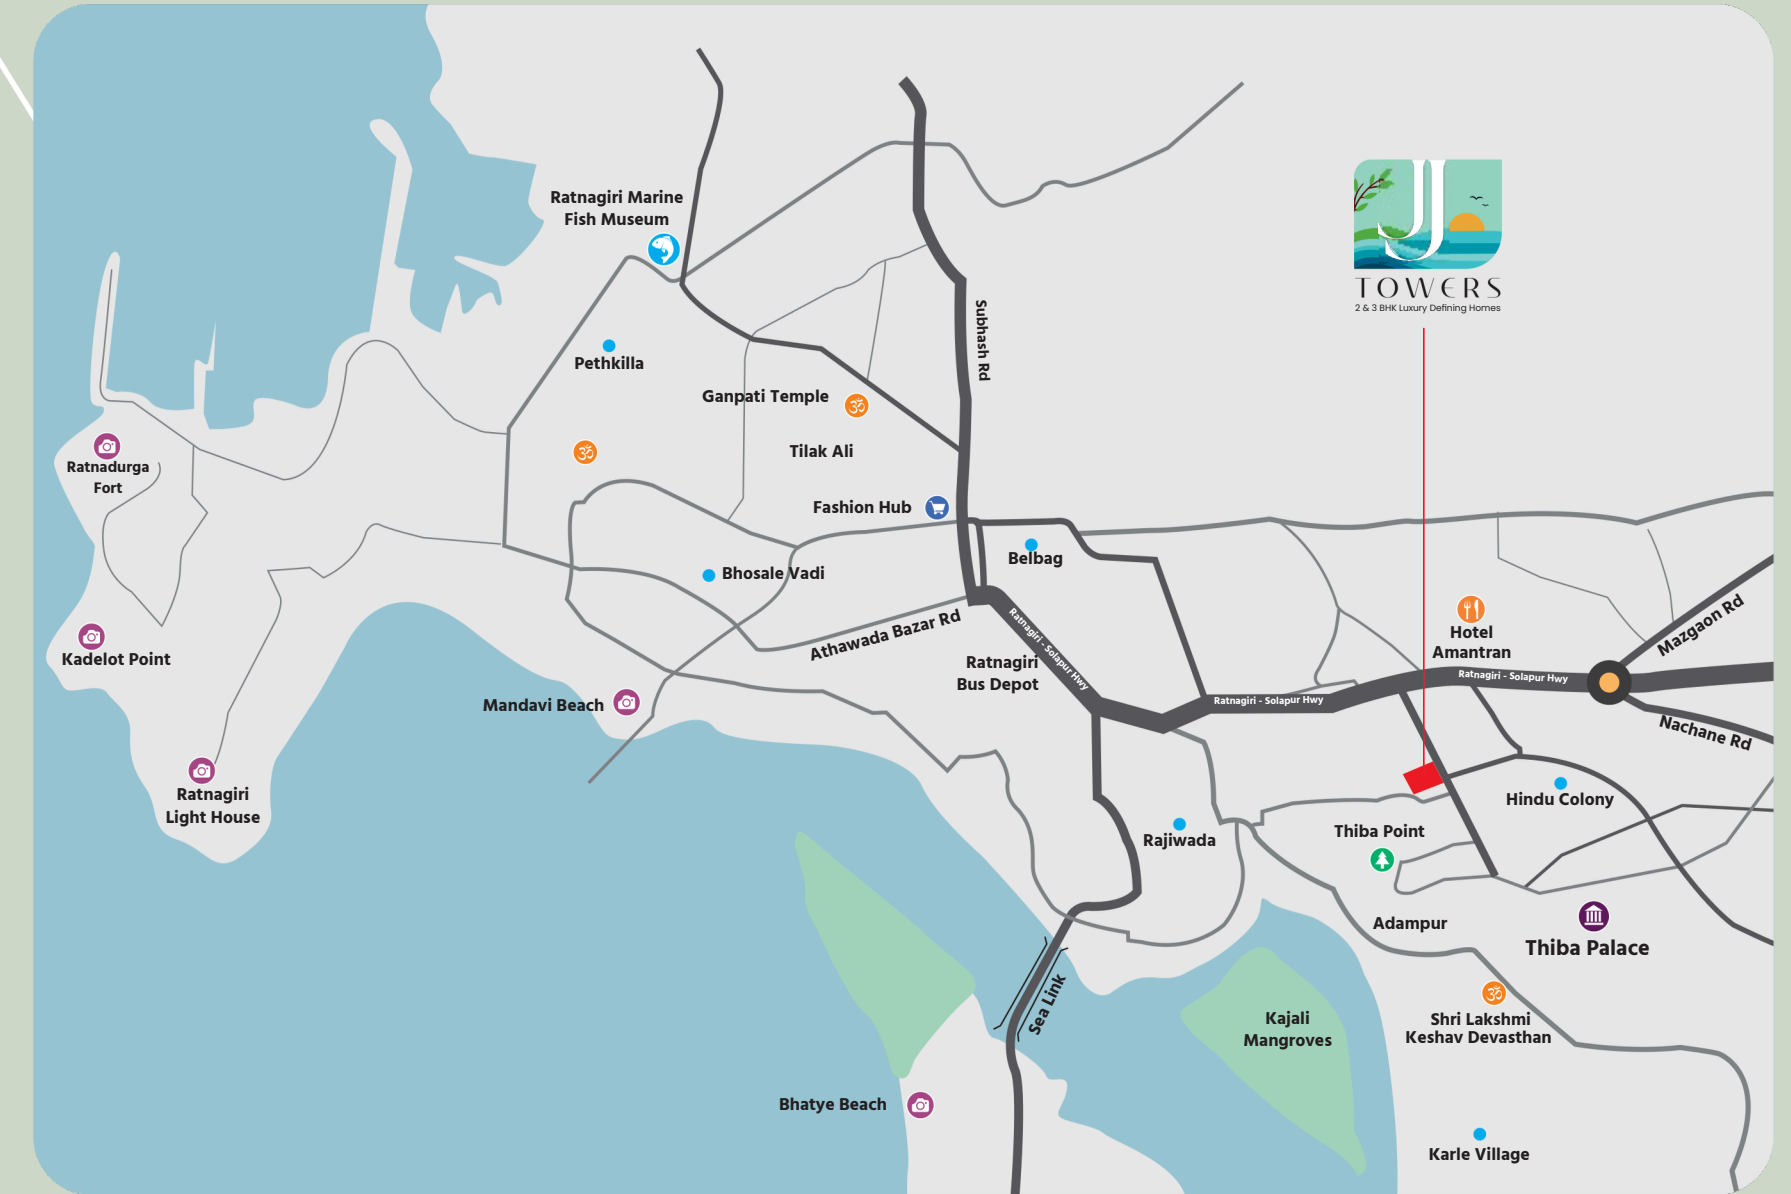 Ratnagiri Marine
Fish Museum
JJ
TOWERS
2 & 3 BHK Luxury Defining Homes
Subhash Rd
Pethkilla
Ganpati Temple
Tilak Ali
Ratnadurga
Fort
Fashion Hub
Belbag
Bhosale Vadi
Athawada Bazar Rd
Ratnagiri - Solapur Hwy
Ratnagiri
Bus Depot
Hotel
Amantran
Mazgaon Rd
Kadelot Point
Ratnagiri - Solapur Hwy
Ratnagiri - Solapur Hwy
Mandavi Beach
Nachane Rd
Ratnagiri
Light House
Hindu Colony
Rajiwada
Thiba Point
Adampur
Thiba Palace
Sea Link
Kajali
Mangroves
Shri Lakshmi
Keshav Devasthan
Bhatye Beach
Karle Village